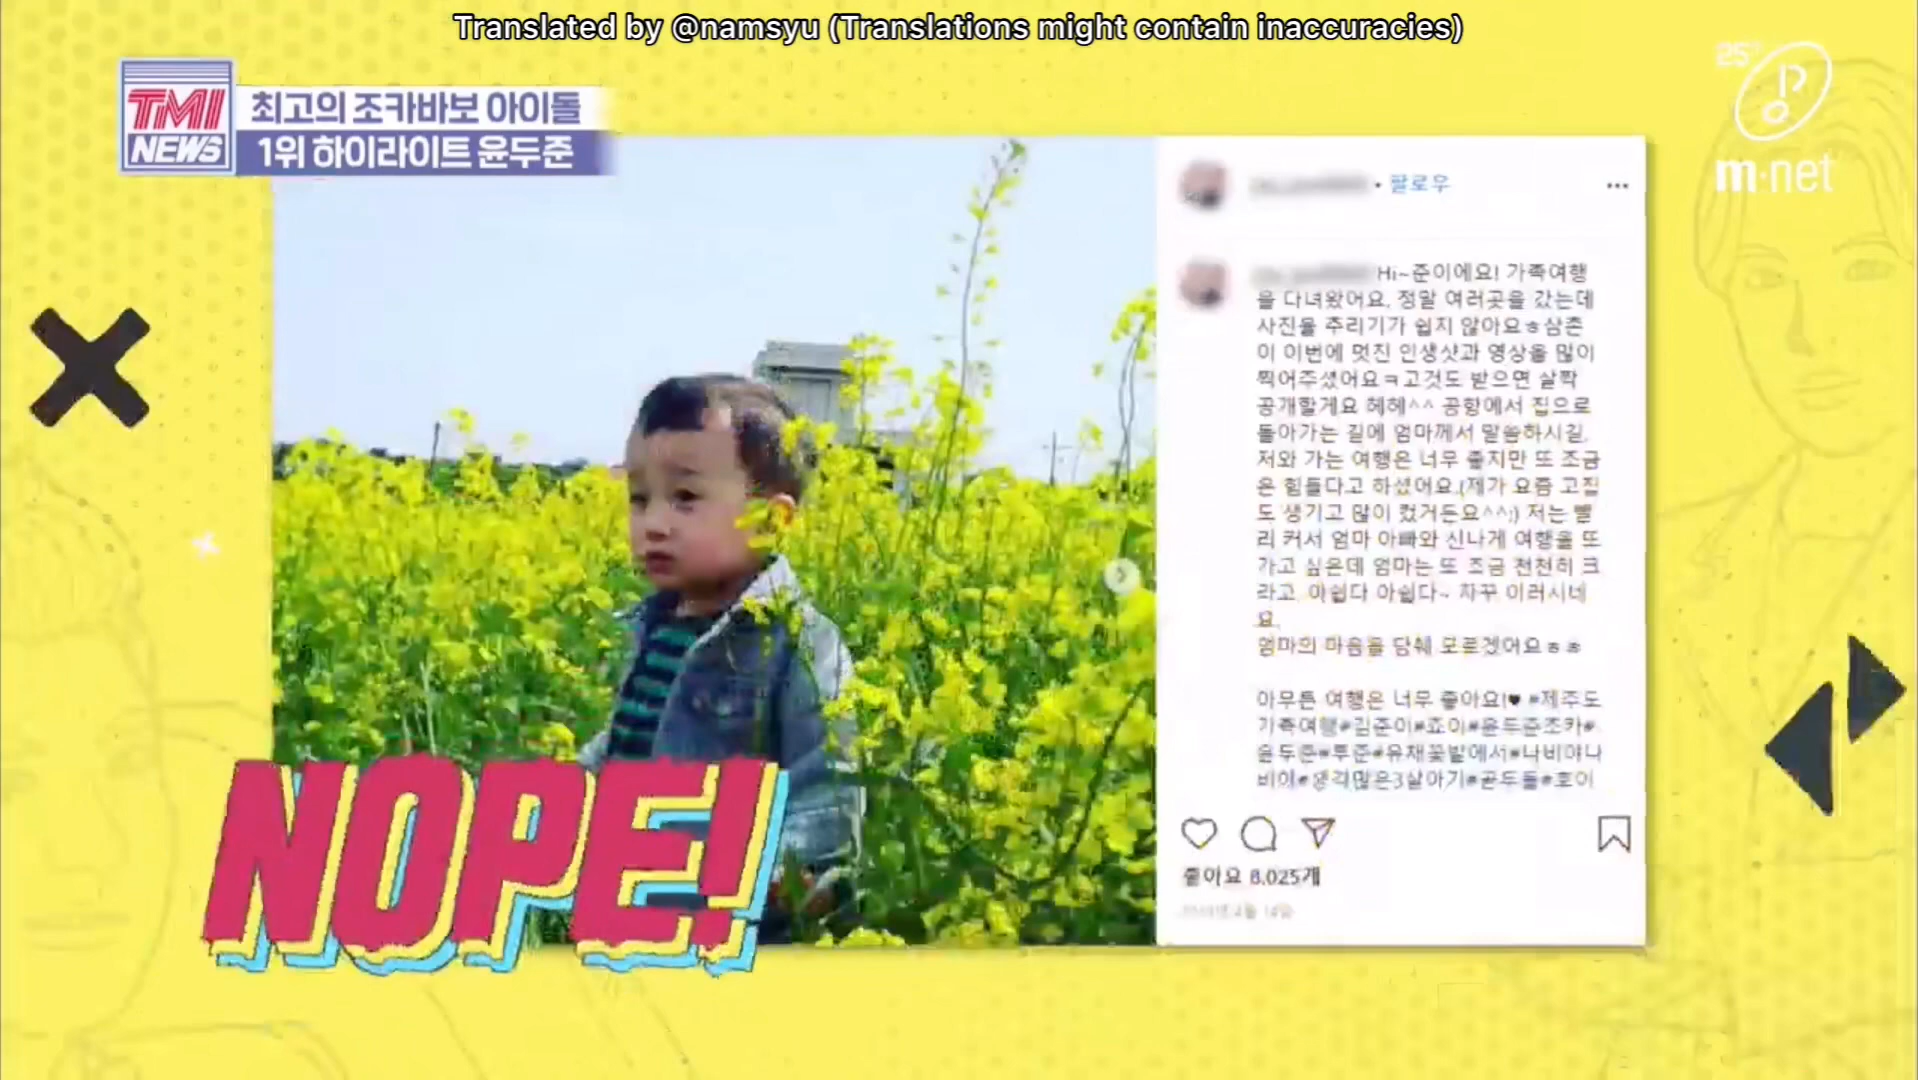 Translated by @namsyu (Translations might contain inaccuracies)
TMI
NEWS
최고의 조카바보 아이돌
1위 하이라이트 윤두준
25
m·net
• 팔로우
Hi~준이에요! 가족여행
을 다녀왔어요. 정말 여러곳을 갔는데
사진을 추리기가 쉽지 않아요ㅎ삼촌
이 이번에 멋진 인생샷과 영상을 많이
찍어주셨어요ㅋ고것도 받으면 살짝
공개할게요 헤헤^^ 공항에서 집으로
돌아가는 길에 엄마께서 말씀하시길,
저와 가는 여행은 너무 좋지만 또 조금
은 힘들다고 하셨어요.(제가 요즘 고집
도 생기고 많이 컸거든요^^;) 저는 빨
리 커서 엄마 아빠와 신나게 여행을 또
가고 싶은데 엄마는 또 조금 천천히 크
라고. 아쉽다 아쉽다~ 자꾸 이러시네
요.
엄마의 마음을 당췌 모르겠어요ㅎㅎ
아무튼 여행은 너무 좋아요!♥ #제주도
가족여행#김준이#쬬이#윤두준조카#
윤두준#투준#유채꽃밭에서#나비야나
비야#생각많은3살아기#곧두돌#호이
좋아요 8,025개
NOPE!